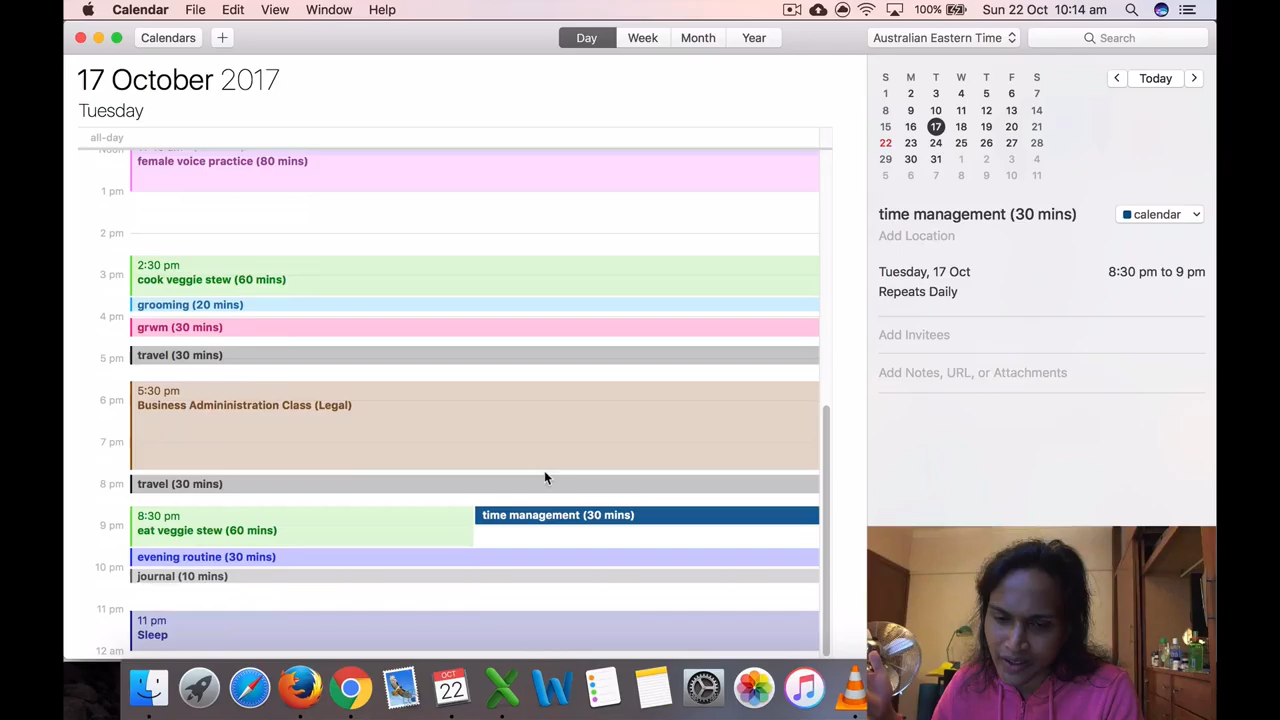 Calendar File Edit View Window Help 100% Sun 22 Oct 10:14 am
Calendars + Day Week Month Year Australian Eastern Time Search
17 October 2017
Tuesday
all-day
female voice practice (80 mins)
1 pm
2 pm
2:30 pm
3 pm
cook veggie stew (60 mins)
grooming (20 mins)
4 pm
grwm (30 mins)
5 pm
travel (30 mins)
5:30 pm
6 pm
Business Admininistration Class (Legal)
7 pm
8 pm
travel (30 mins)
8:30 pm
time management (30 mins)
9 pm
eat veggie stew (60 mins)
evening routine (30 mins)
10 pm
journal (10 mins)
11 pm
11 pm
Sleep
12 am
S M T W T F S
1 2 3 4 5 6 7
8 9 10 11 12 13 14
15 16 17 18 19 20 21
22 23 24 25 26 27 28
29 30 31 1 2 3 4
5 6 7 8 9 10 11
< Today >
time management (30 mins) calendar
Add Location
Tuesday, 17 Oct 8:30 pm to 9 pm
Repeats Daily
Add Invitees
Add Notes, URL, or Attachments
OCT
22